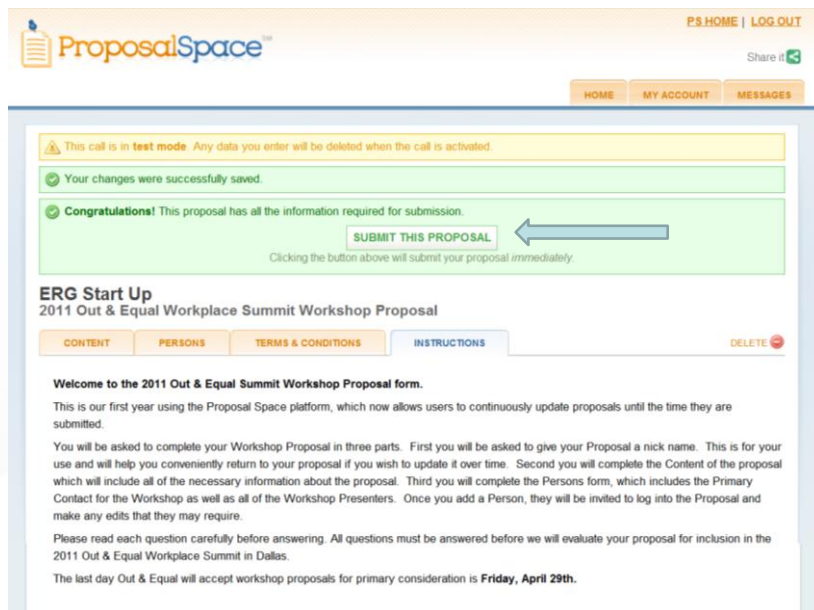 PS HOME | LOG OUT
ProposalSpace℠
Share it
HOME MY ACCOUNT MESSAGES
This call is in test mode. Any data you enter will be deleted when the call is activated.
Your changes were successfully saved.
Congratulations! This proposal has all the information required for submission.
SUBMIT THIS PROPOSAL
Clicking the button above will submit your proposal immediately.
ERG Start Up
2011 Out & Equal Workplace Summit Workshop Proposal
CONTENT PERSONS TERMS & CONDITIONS INSTRUCTIONS DELETE
Welcome to the 2011 Out & Equal Summit Workshop Proposal form.
This is our first year using the Proposal Space platform, which now allows users to continuously update proposals until the time they are
submitted.
You will be asked to complete your Workshop Proposal in three parts. First you will be asked to give your Proposal a nick name. This is for your
use and will help you conveniently return to your proposal if you wish to update it over time. Second you will complete the Content of the proposal
which will include all of the necessary information about the proposal. Third you will complete the Persons form, which includes the Primary
Contact for the Workshop as well as all of the Workshop Presenters. Once you add a Person, they will be invited to log into the Proposal and
make any edits that they may require.
Please read each question carefully before answering. All questions must be answered before we will evaluate your proposal for inclusion in the
2011 Out & Equal Workplace Summit in Dallas.
The last day Out & Equal will accept workshop proposals for primary consideration is Friday, April 29th.